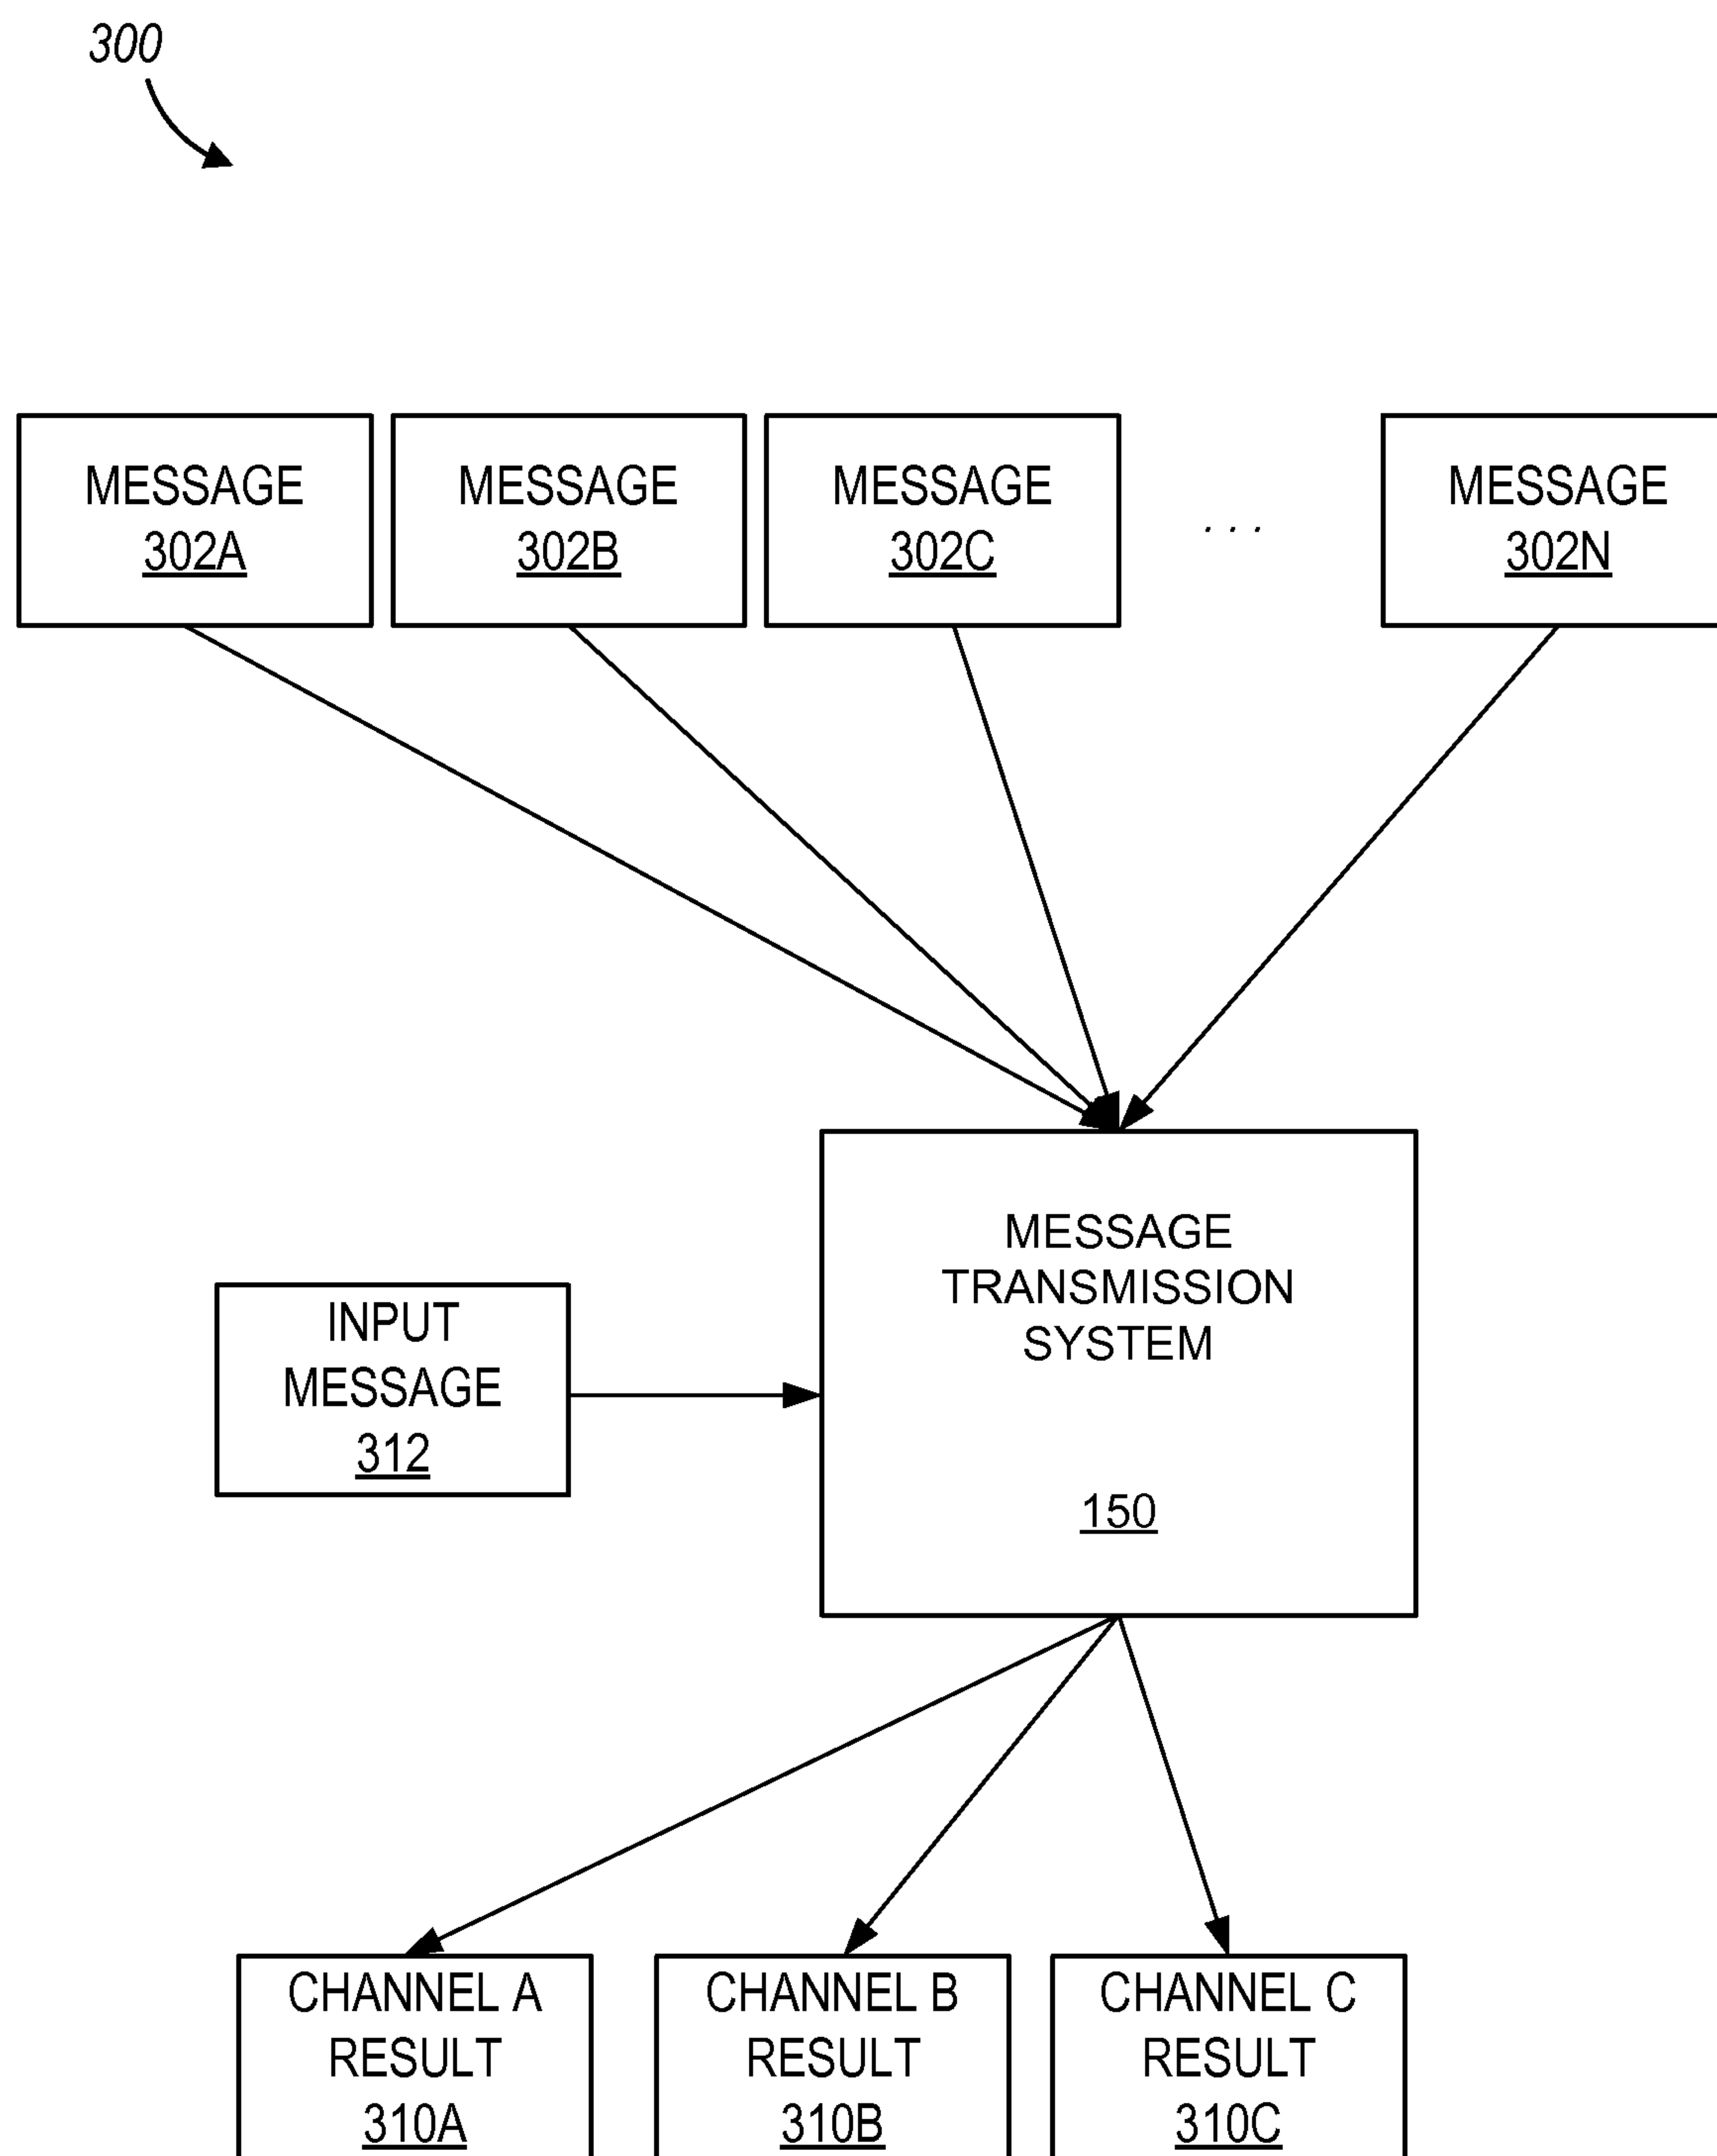 300
MESSAGE
302A
MESSAGE
302B
MESSAGE
302C
. . .
MESSAGE
302N
MESSAGE
TRANSMISSION
SYSTEM
150
INPUT
MESSAGE
312
CHANNEL A
RESULT
310A
CHANNEL B
RESULT
310B
CHANNEL C
RESULT
310C